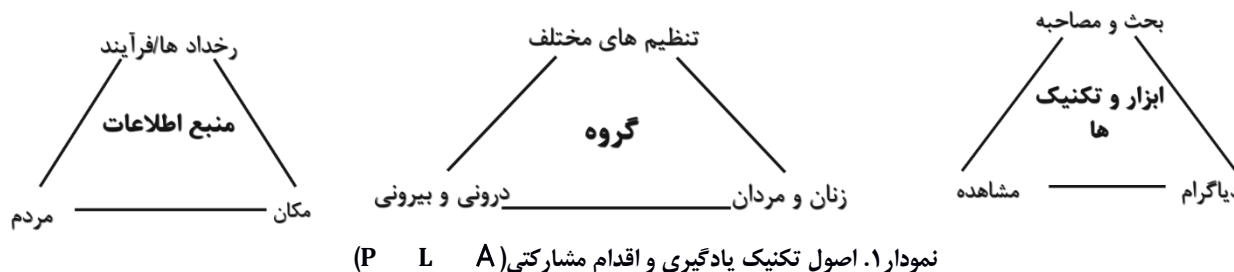 بحث و مصاحبه
ابزار و تکنیک
ها
مشاهده
دیاگرام
تنظیم های مختلف
گروه
درونی و بیرونی
زنان و مردان
رخداد ها/فرآیند
منبع اطلاعات
مردم
مکان
نمودار۱. اصول تکنیک یادگیری و اقدام مشارکتی(P L A)